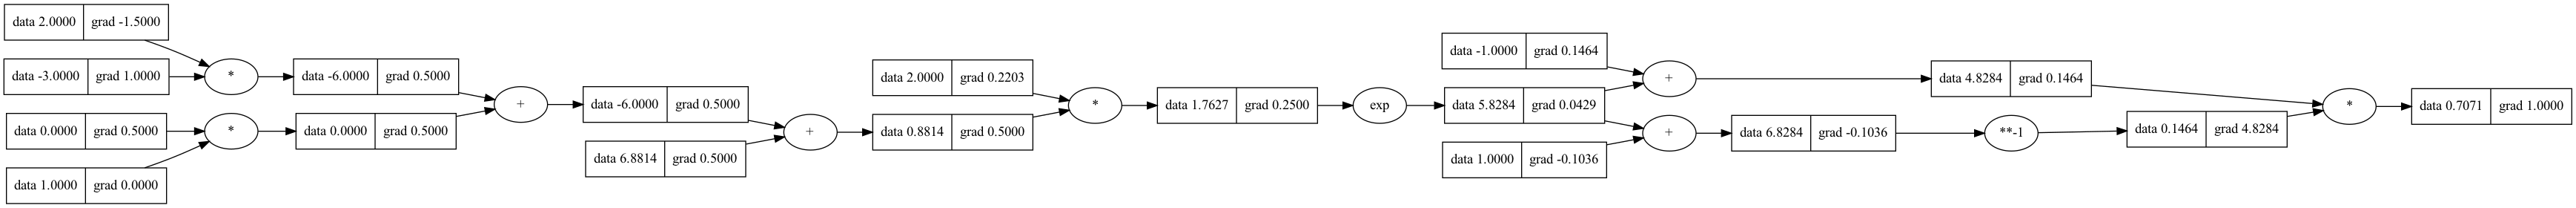 data 2.0000 grad -1.5000
data -3.0000 grad 1.0000
*
data -6.0000 grad 0.5000
data 0.0000 grad 0.5000
*
data 0.0000 grad 0.5000
data 1.0000 grad 0.0000
+
data -6.0000 grad 0.5000
data 6.8814 grad 0.5000
+
data 2.0000 grad 0.2203
data 0.8814 grad 0.5000
*
data 1.7627 grad 0.2500
exp
data -1.0000 grad 0.1464
data 5.8284 grad 0.0429
data 1.0000 grad -0.1036
+
+
data 6.8284 grad -0.1036
**-1
data 4.8284 grad 0.1464
data 0.1464 grad 4.8284
*
data 0.7071 grad 1.0000